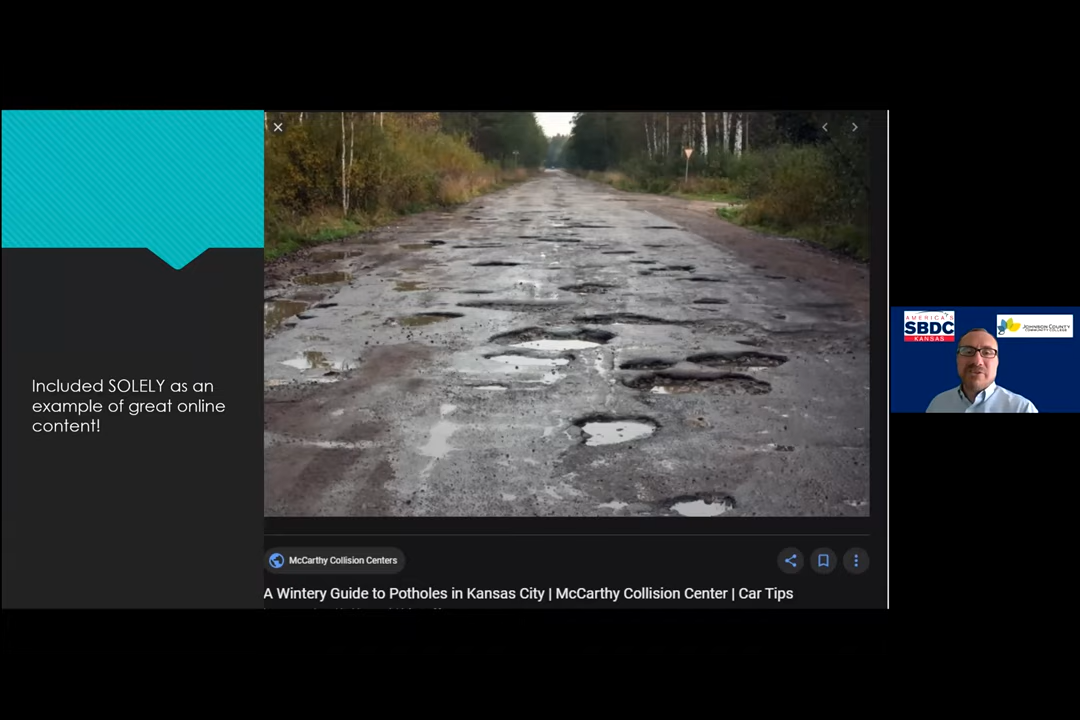 Included SOLELY as an
example of great online
content!
McCarthy Collision Centers
A Wintery Guide to Potholes in Kansas City | McCarthy Collision Center | Car Tips
AMERICA'S
SBDC
KANSAS
JOHNSON COUNTY
COMMUNITY COLLEGE